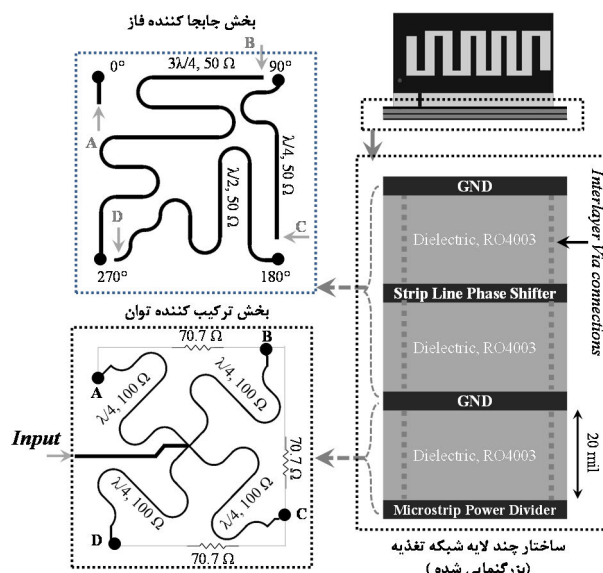 بخش جابجا کننده فاز
B
0°
3λ/4, 50 Ω
90°
A
λ/4, 50 Ω
λ/2, 50 Ω
D
C
270°
180°
بخش ترکیب کننده توان
70.7 Ω
B
A
λ/4, 100 Ω
λ/4, 100 Ω
Input
70.7 Ω
λ/4, 100 Ω
λ/4, 100 Ω
C
D
70.7 Ω
GND
Dielectric, RO4003
Interlayer Via connections
Strip Line Phase Shifter
Dielectric, RO4003
GND
Dielectric, RO4003
20 mil
Microstrip Power Divider
ساختار چند لایه شبکه تغذیه
(بزرگنمایی شده)